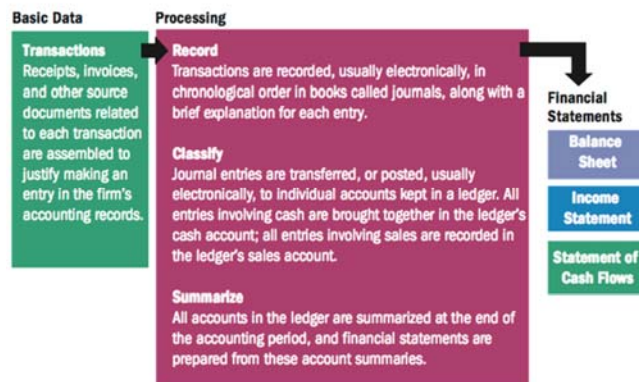 Basic Data
Processing
Transactions
Receipts, invoices,
and other source
documents related
to each transaction
are assembled to
justify making an
entry in the firm's
accounting records.
Record
Transactions are recorded, usually electronically, in
chronological order in books called journals, along with a
brief explanation for each entry.
Classify
Journal entries are transferred, or posted, usually
electronically, to individual accounts kept in a ledger. All
entries involving cash are brought together in the ledger's
cash account; all entries involving sales are recorded in
the ledger's sales account.
Summarize
All accounts in the ledger are summarized at the end of
the accounting period, and financial statements are
prepared from these account summaries.
Financial
Statements
Balance
Sheet
Income
Statement
Statement of
Cash Flows